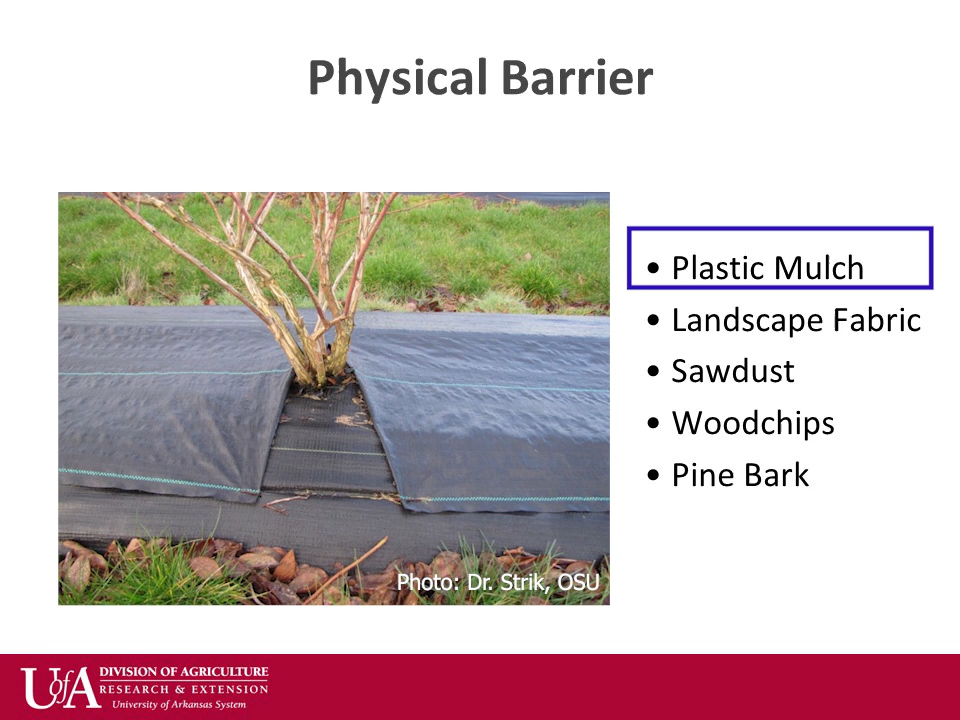 Physical Barrier
• Plastic Mulch
• Landscape Fabric
• Sawdust
• Woodchips
• Pine Bark
Photo: Dr. Strik, OSU
UofA
DIVISION OF AGRICULTURE
RESEARCH & EXTENSION
University of Arkansas System